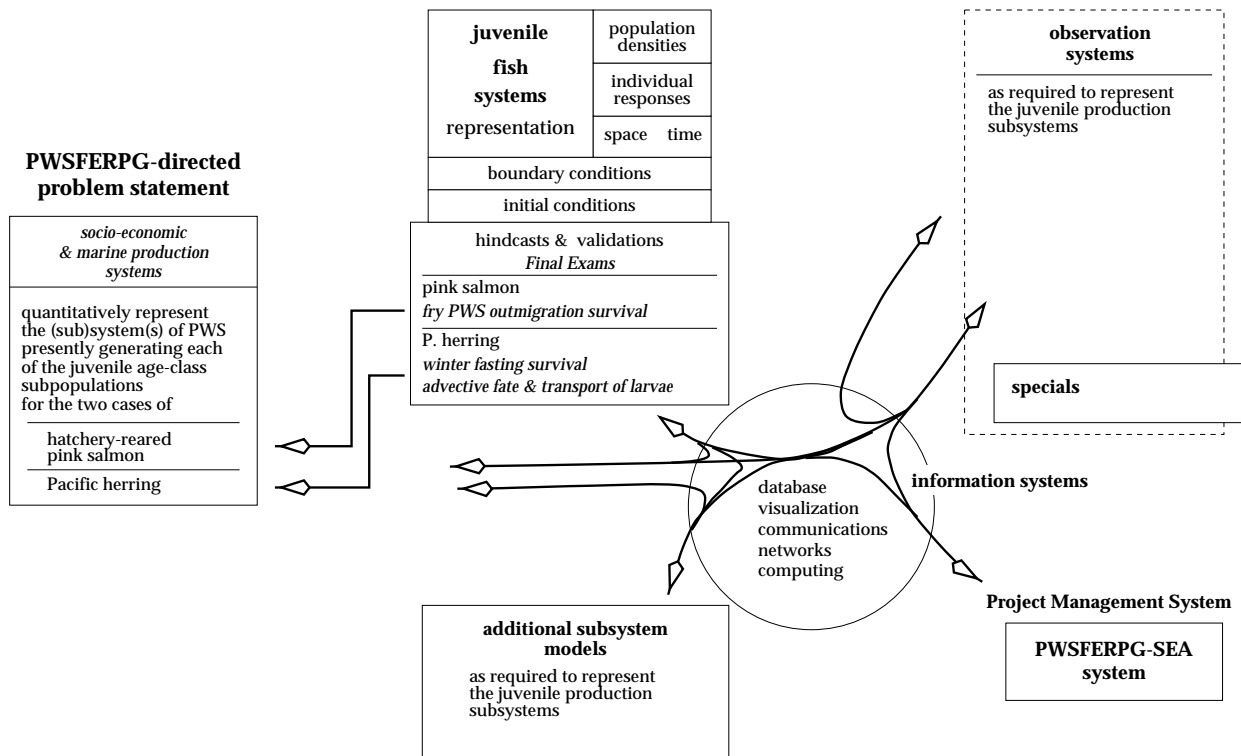 PWSFERPG-directed
problem statement
socio-economic
& marine production
systems
quantitatively represent
the (sub)system(s) of PWS
presently generating each
of the juvenile age-class
subpopulations
for the two cases of
hatchery-reared
pink salmon
Pacific herring
juvenile
fish
systems
representation
population
densities
individual
responses
space time
boundary conditions
initial conditions
hindcasts & validations
Final Exams
pink salmon
fry PWS outmigration survival
P. herring
winter fasting survival
advective fate & transport of larvae
observation
systems
as required to represent
the juvenile production
subsystems
specials
information systems
database
visualization
communications
networks
computing
additional subsystem
models
as required to represent
the juvenile production
subsystems
Project Management System
PWSFERPG-SEA
system